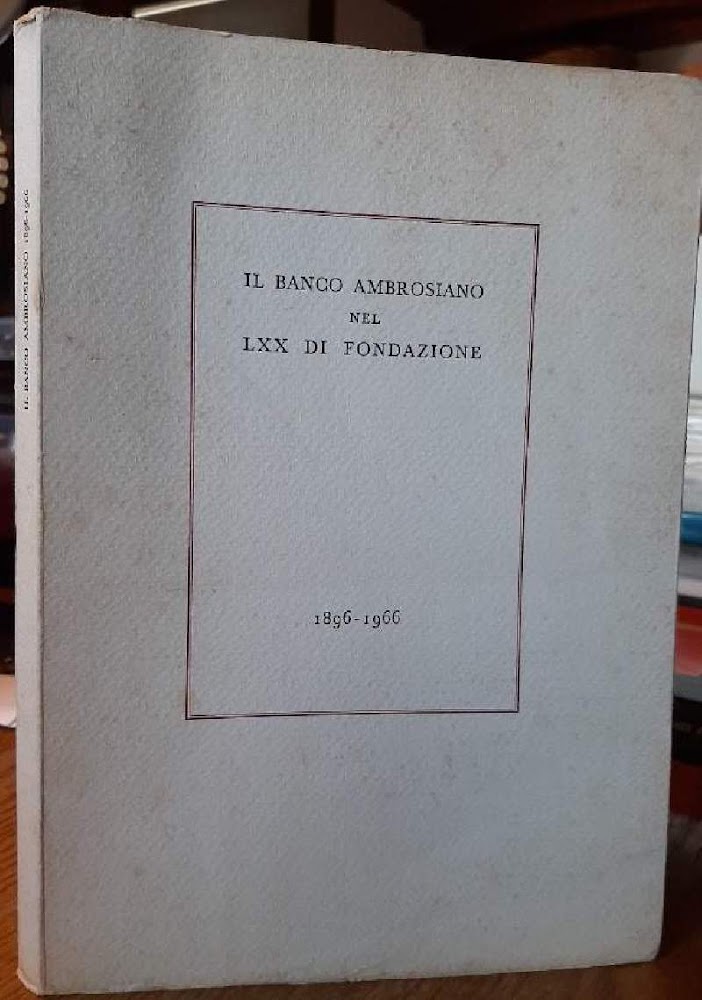 IL BANCO AMBROSIANO
NEL
LXX DI FONDAZIONE
1896-1966
IL BANCO AMBROSIANO 1896-1966